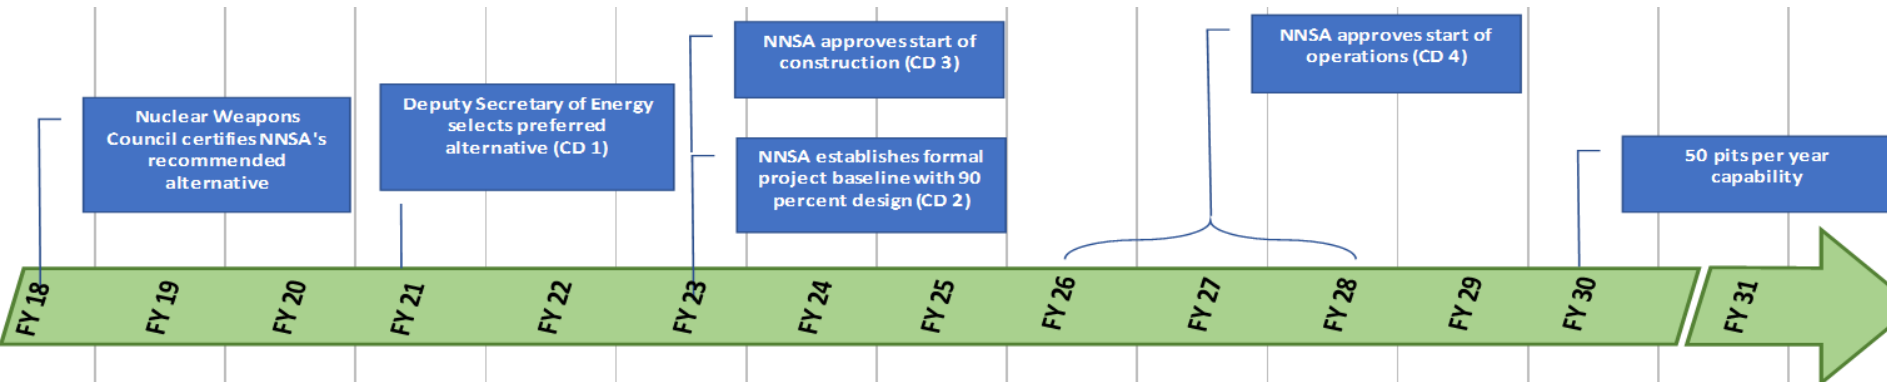 Nuclear Weapons
Council certifies NNSA's
recommended
alternative
Deputy Secretary of Energy
selects preferred
alternative (CD 1)
NNSA approves start of
construction (CD 3)
NNSA establishes formal
project baseline with 90
percent design (CD 2)
NNSA approves start of
operations (CD 4)
50 pits per year
capability
FY 18
FY 19
FY 20
FY 21
FY 22
FY 23
FY 24
FY 25
FY 26
FY 27
FY 28
FY 29
FY 30
FY 31